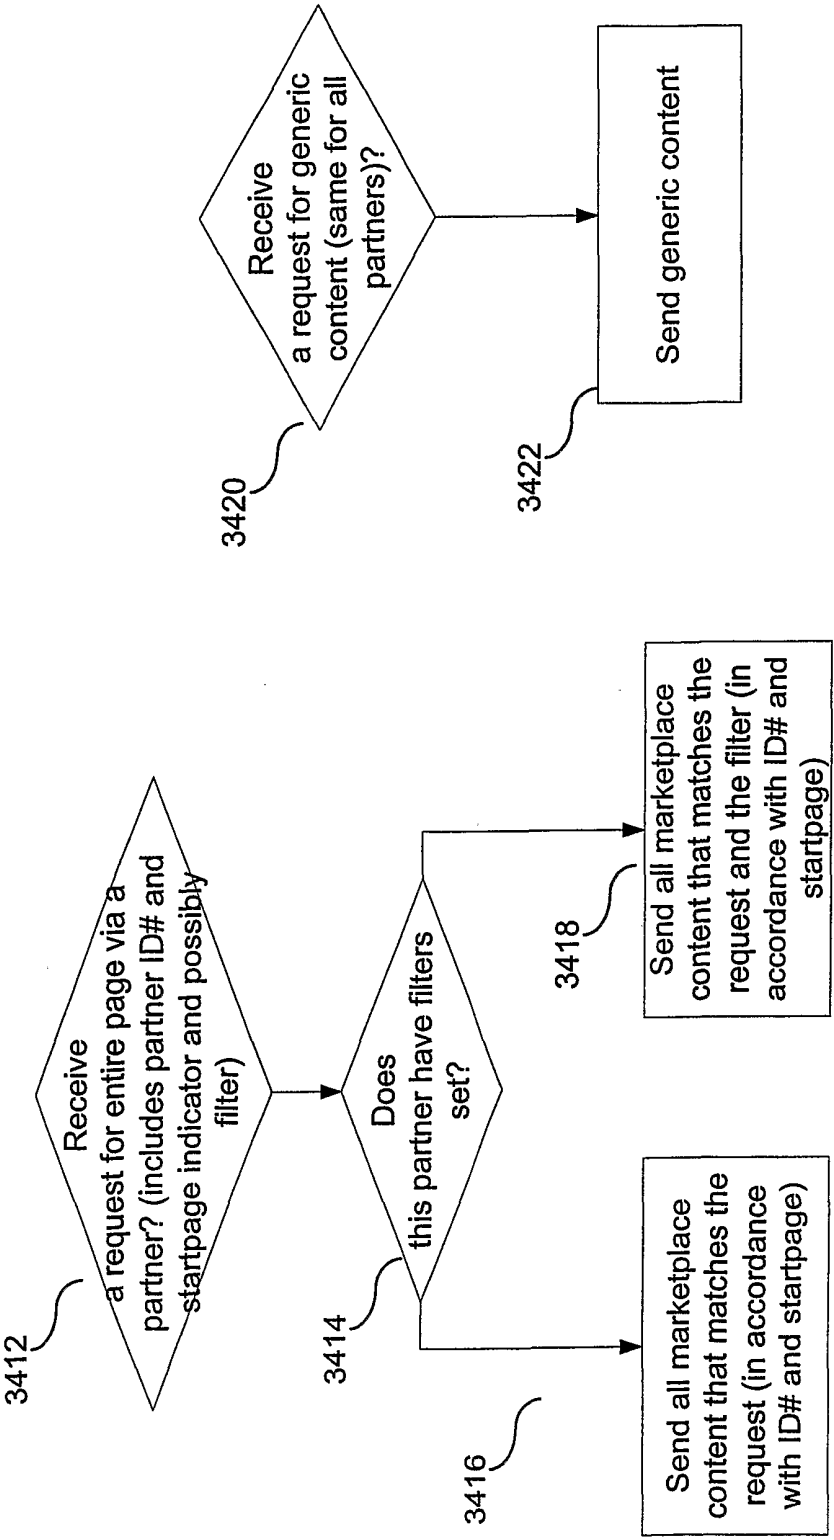 3412
Receive
a request for entire page via a
partner? (includes partner ID# and
startpage indicator and possibly
filter)
3414
Does
this partner have filters
set?
3416
Send all marketplace
content that matches the
request (in accordance
with ID# and startpage)
3418
Send all marketplace
content that matches the
request and the filter (in
accordance with ID# and
startpage)
3420
Receive
a request for generic
content (same for all
partners)?
3422
Send generic content